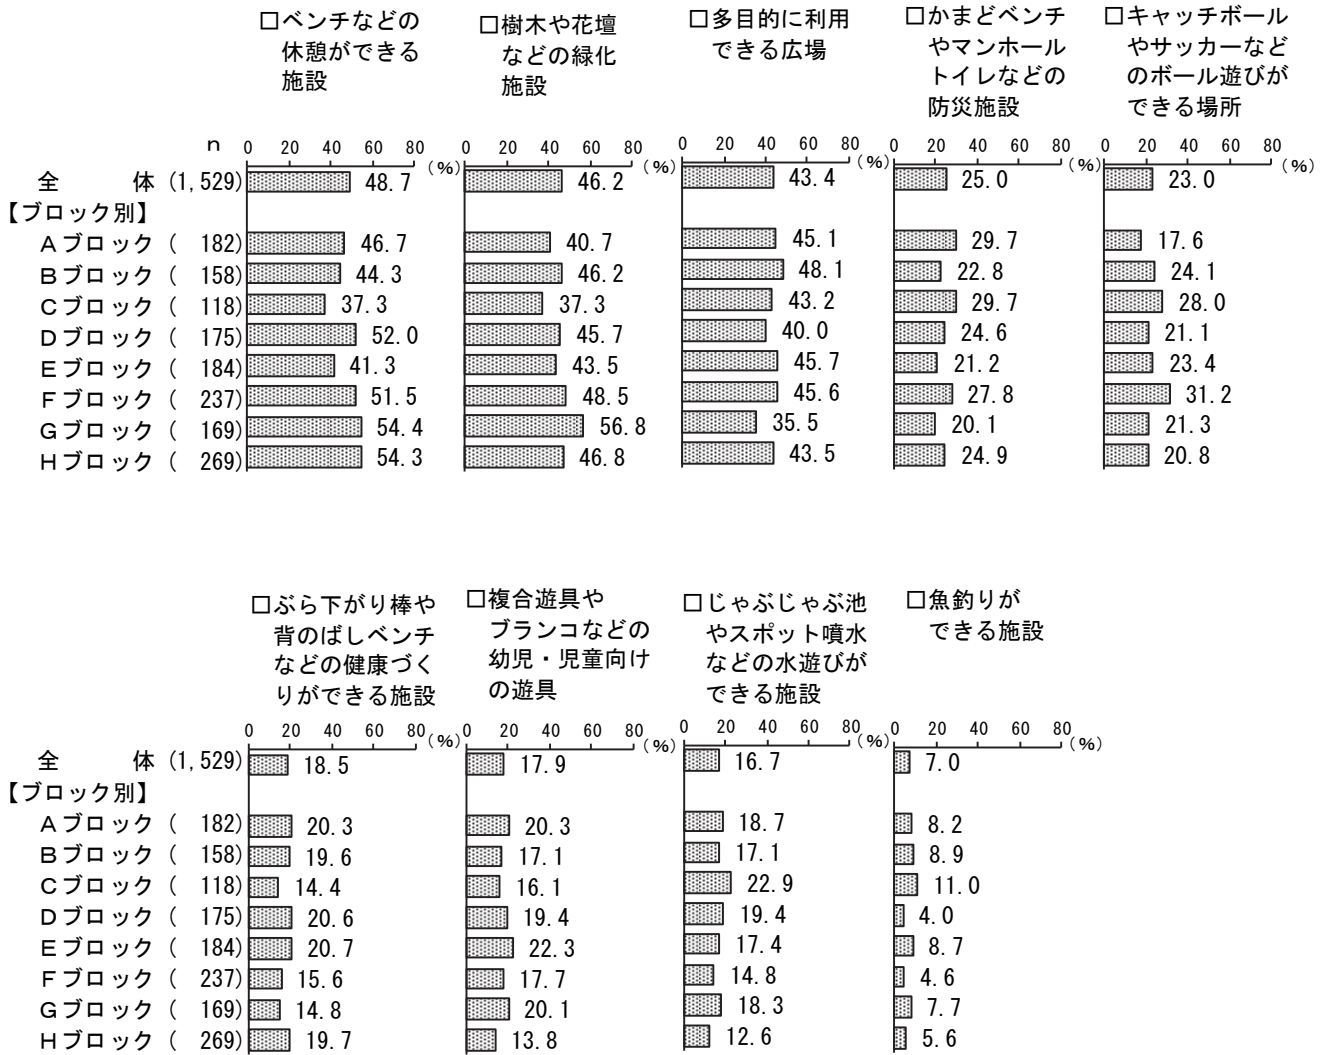 □ベンチなどの
休憩ができる
施設
□樹木や花壇
などの緑化
施設
□多目的に利用
できる広場
□かまどベンチ
やマンホール
トイレなどの
防災施設
□キャッチボール
やサッカーなど
のボール遊びが
できる場所
n 0 20 40 60 80 (%) 0 20 40 60 80 (%) 0 20 40 60 80 (%) 0 20 40 60 80 (%) 0 20 40 60 80 (%)
全体 (1,529) 48.7 46.2 43.4 25.0 23.0
【ブロック別】
Aブロック ( 182) 46.7 40.7 45.1 29.7 17.6
Bブロック ( 158) 44.3 46.2 48.1 22.8 24.1
Cブロック ( 118) 37.3 37.3 43.2 29.7 28.0
Dブロック ( 175) 52.0 45.7 40.0 24.6 21.1
Eブロック ( 184) 41.3 43.5 45.7 21.2 23.4
Fブロック ( 237) 51.5 48.5 45.6 27.8 31.2
Gブロック ( 169) 54.4 56.8 35.5 20.1 21.3
Hブロック ( 269) 54.3 46.8 43.5 24.9 20.8
□ぶら下がり棒や
背のばしベンチ
などの健康づく
りができる施設
□複合遊具や
ブランコなどの
幼児・児童向け
の遊具
□じゃぶじゃぶ池
やスポット噴水
などの水遊びが
できる施設
□魚釣りが
できる施設
0 20 40 60 80 (%) 0 20 40 60 80 (%) 0 20 40 60 80 (%) 0 20 40 60 80 (%)
全体 (1,529) 18.5 17.9 16.7 7.0
【ブロック別】
Aブロック ( 182) 20.3 20.3 18.7 8.2
Bブロック ( 158) 19.6 17.1 17.1 8.9
Cブロック ( 118) 14.4 16.1 22.9 11.0
Dブロック ( 175) 20.6 19.4 19.4 4.0
Eブロック ( 184) 20.7 22.3 17.4 8.7
Fブロック ( 237) 15.6 17.7 14.8 4.6
Gブロック ( 169) 14.8 20.1 18.3 7.7
Hブロック ( 269) 19.7 13.8 12.6 5.6